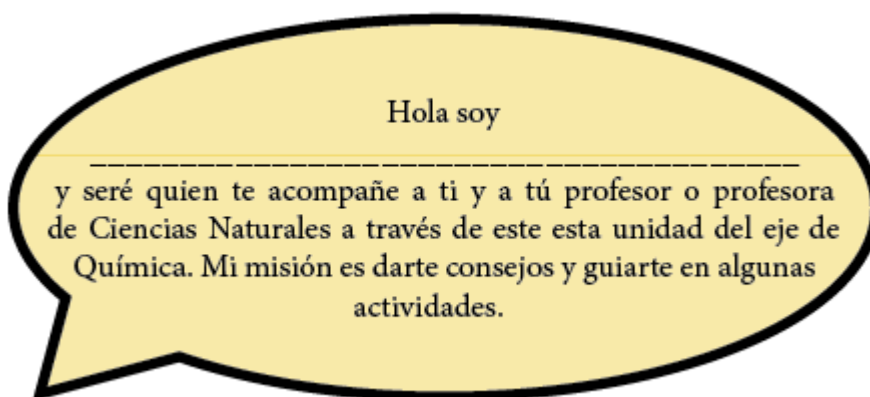 Hola soy
________________________________________
y seré quien te acompañe a ti y a tú profesor o profesora
de Ciencias Naturales a través de este esta unidad del eje de
Química. Mi misión es darte consejos y guiarte en algunas
actividades.